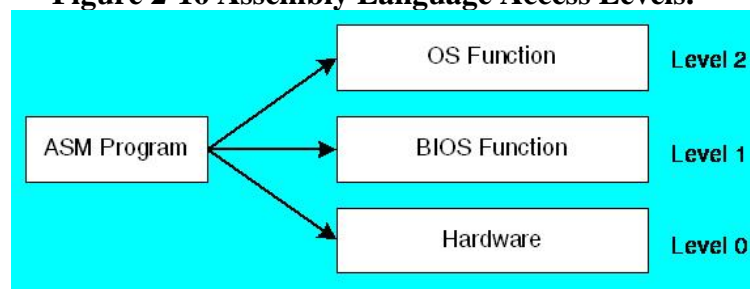 Figure 2-16 Assembly Language Access Levels.
OS Function Level 2
ASM Program BIOS Function Level 1
Hardware Level 0